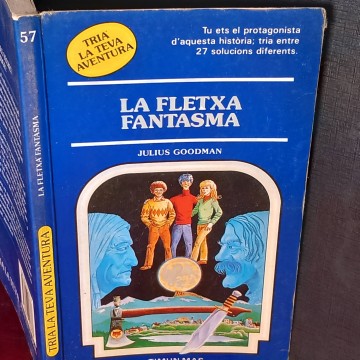 57
LA FLETXA FANTASMA
TRIA LA TEVA AVENTURA
TRIA
LA TEVA
AVENTURA
Tu ets el protagonista
d'aquesta història; tria entre
27 solucions diferents.
LA FLETXA
FANTASMA
JULIUS GOODMAN